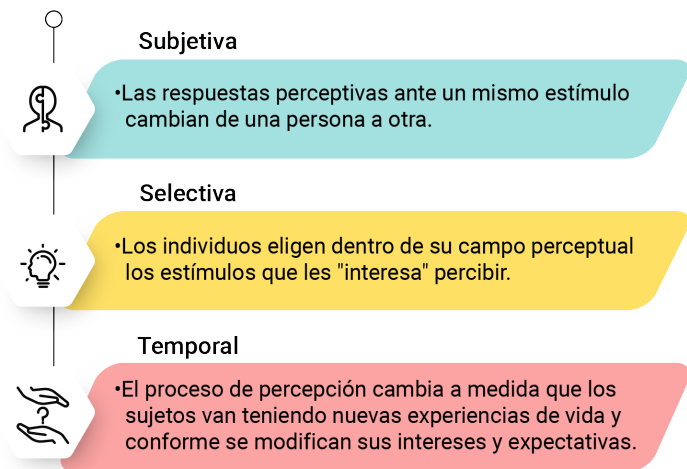 Subjetiva
•Las respuestas perceptivas ante un mismo estímulo
cambian de una persona a otra.
Selectiva
•Los individuos eligen dentro de su campo perceptual
los estímulos que les "interesa" percibir.
Temporal
•El proceso de percepción cambia a medida que los
sujetos van teniendo nuevas experiencias de vida y
conforme se modifican sus intereses y expectativas.
?